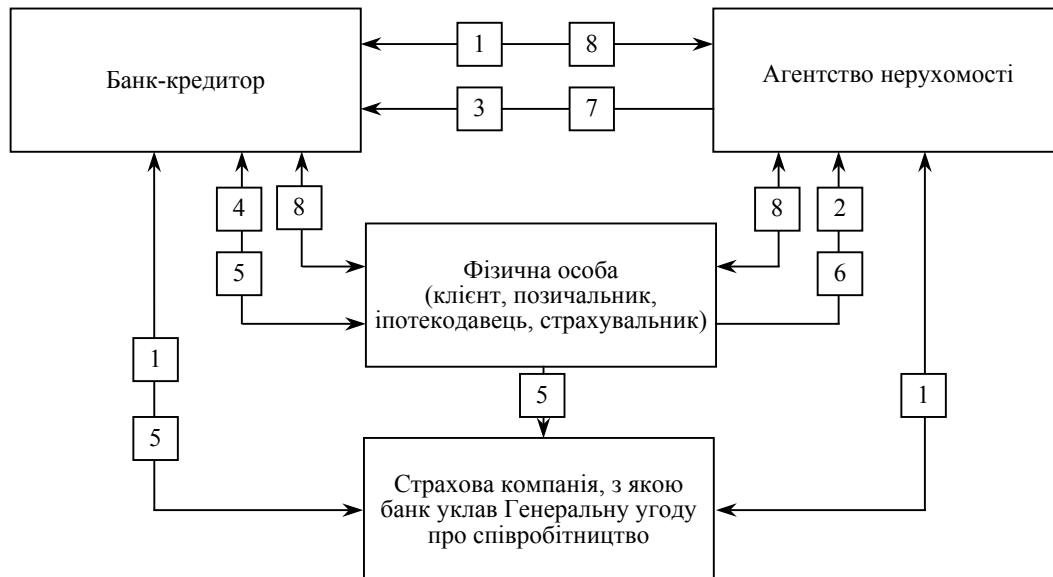 Банк-кредитор
1
8
Агентство нерухомості
3
7
4
8
8
2
5
6
Фізична особа
(клієнт, позичальник,
іпотекодавець, страхувальник)
1
5
1
5
Страхова компанія, з якою
банк уклав Генеральну угоду
про співробітництво